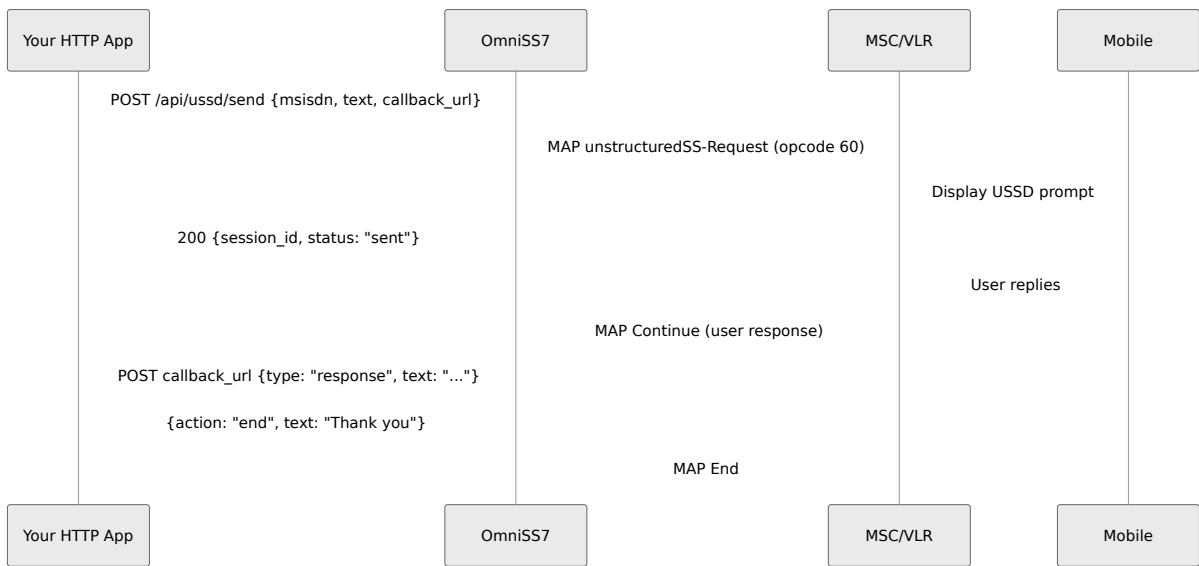 Your HTTP App
OmniSS7
MSC/VLR
Mobile
POST /api/ussd/send {msisdn, text, callback_url}
MAP unstructuredSS-Request (opcode 60)
Display USSD prompt
200 {session_id, status: "sent"}
User replies
MAP Continue (user response)
POST callback_url {type: "response", text: "..."}
{action: "end", text: "Thank you"}
MAP End
Your HTTP App
OmniSS7
MSC/VLR
Mobile